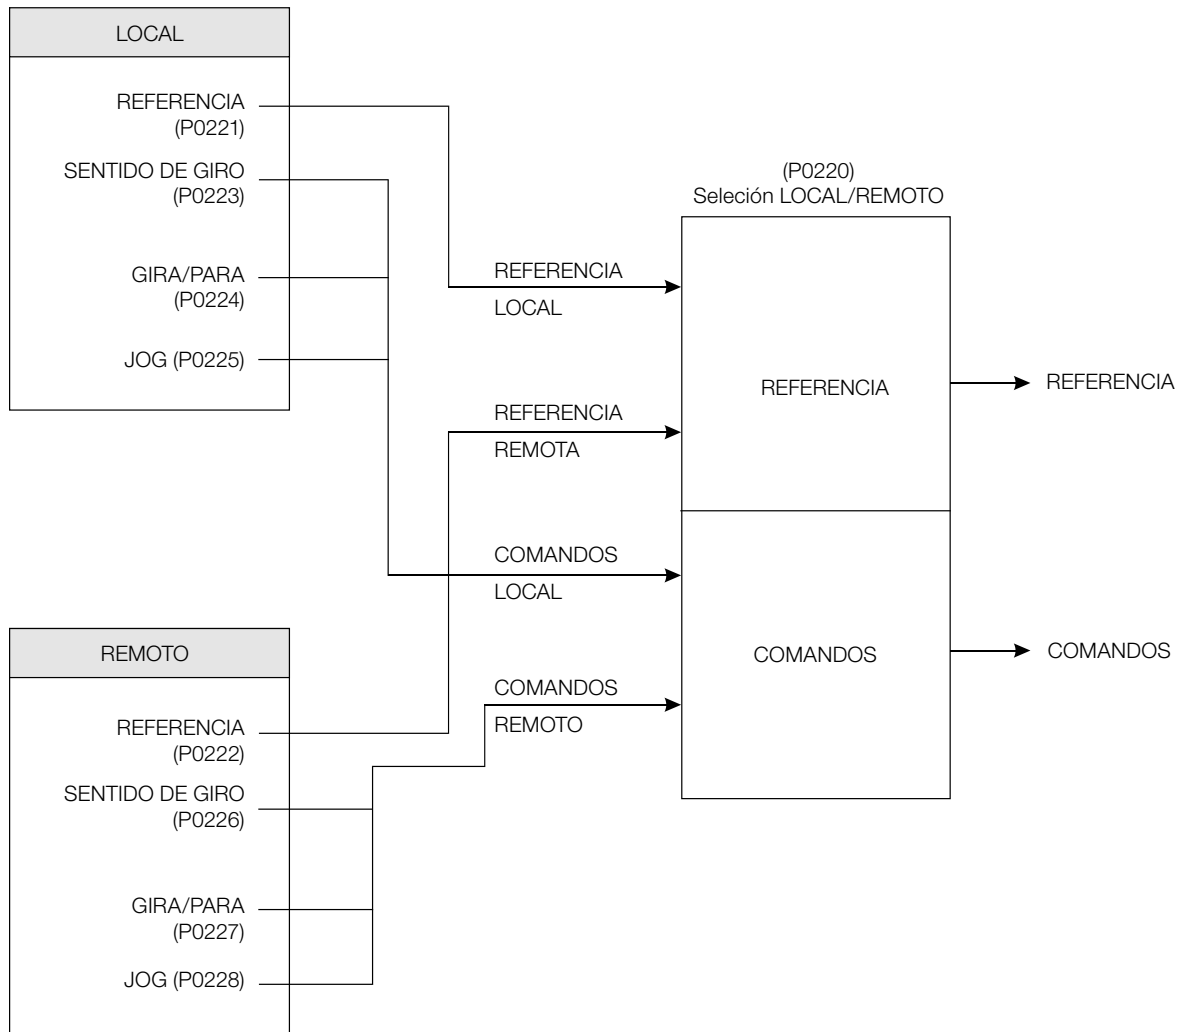 LOCAL
REFERENCIA
(P0221)
SENTIDO DE GIRO
(P0223)
GIRA/PARA
(P0224)
JOG (P0225)
(P0220)
Seleción LOCAL/REMOTO
REFERENCIA
LOCAL
REFERENCIA
REMOTA
REFERENCIA
REFERENCIA
COMANDOS
LOCAL
COMANDOS
REMOTO
COMANDOS
COMANDOS
REMOTO
REFERENCIA
(P0222)
SENTIDO DE GIRO
(P0226)
GIRA/PARA
(P0227)
JOG (P0228)